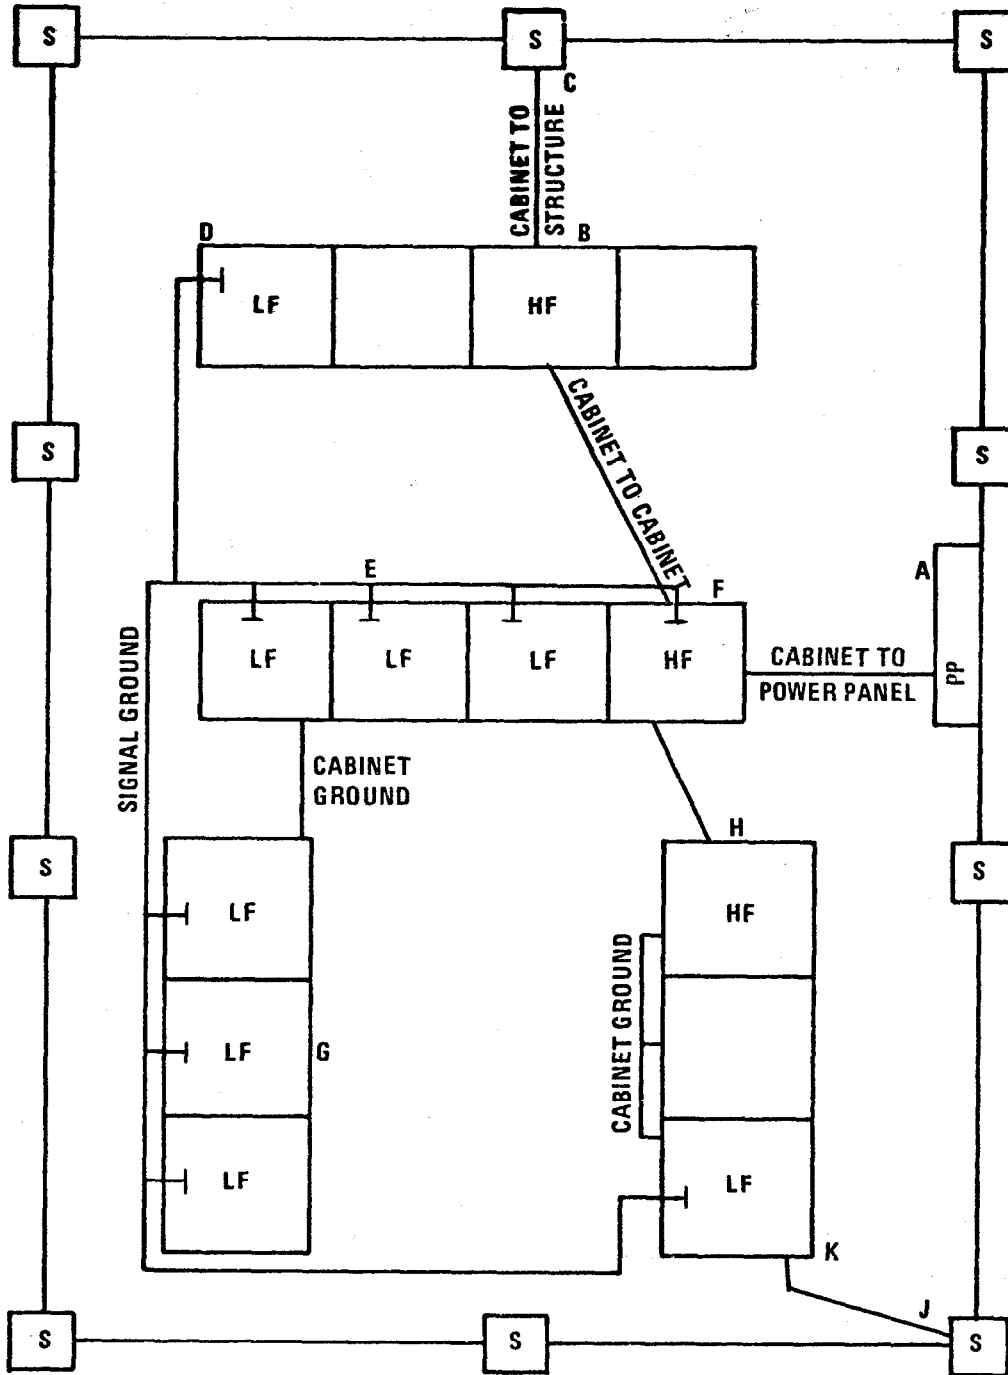 S
S
S
C
CABINET TO
STRUCTURE
D
B
LF
HF
CABINET TO CABINET
S
S
E
F
A
LF
LF
LF
HF
CABINET TO
POWER PANEL
PP
SIGNAL GROUND
CABINET
GROUND
H
S
S
LF
HF
CABINET GROUND
LF
G
LF
LF
K
J
S
S
S